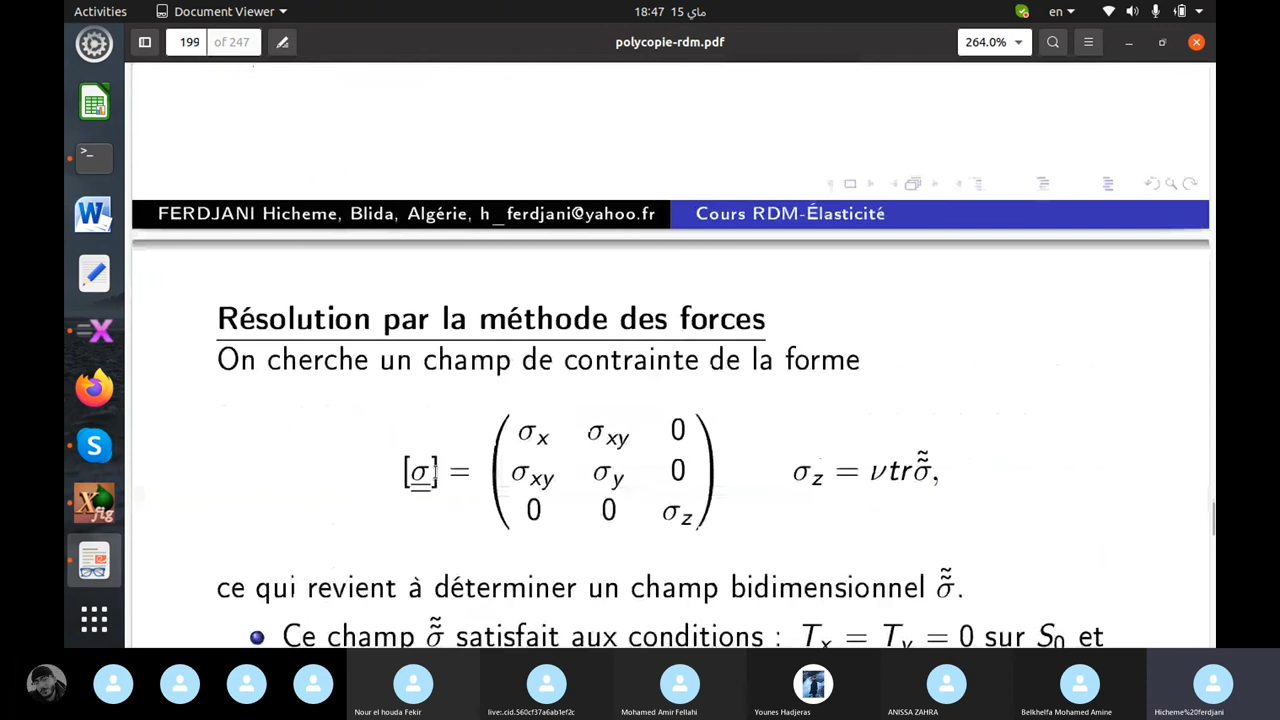 Activities Document Viewer 18:47 15 ماي en
199 of 247 polycopie-rdm.pdf 264.0%
FERDJANI Hicheme, Blida, Algérie, h_ferdjani@yahoo.fr Cours RDM-Élasticité
Résolution par la méthode des forces
On cherche un champ de contrainte de la forme
σx σxy 0
[σ] = σxy σy 0 σz = νtrσ̃̃,
0 0 σz
ce qui revient à déterminer un champ bidimensionnel σ̃̃.
Ce champ σ̃̃ satisfait aux conditions : Tx = Ty = 0 sur S0 et
Nour el houda Fekir live:.cid.560cf37a6ab1e2c Mohamed Amir Fellahi Younes Hadjeras ANISSA ZAHRA Belkhelfa Mohamed Amine Hicheme%20ferdjani